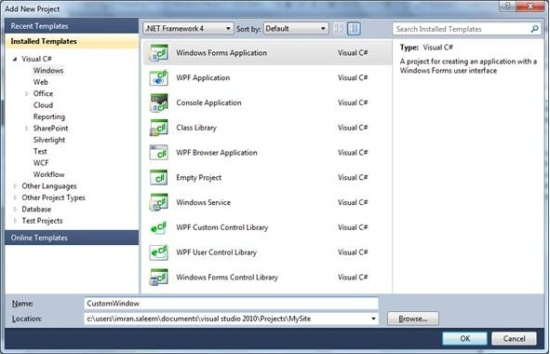 Add New Project
Recent Templates
.NET Framework 4 Sort by: Default
Search Installed Templates
Installed Templates
Visual C#
Windows
Web
Office
Cloud
Reporting
SharePoint
Silverlight
Test
WCF
Workflow
Other Languages
Other Project Types
Database
Test Projects
Online Templates
Windows Forms Application Visual C#
WPF Application Visual C#
Console Application Visual C#
Class Library Visual C#
WPF Browser Application Visual C#
Empty Project Visual C#
Windows Service Visual C#
WPF Custom Control Library Visual C#
WPF User Control Library Visual C#
Windows Forms Control Library Visual C#
Type: Visual C#
A project for creating an application with a
Windows Forms user interface
Name: CustomWindow
Location: c:\users\imran.saleem\documents\visual studio 2010\Projects\MySite Browse...
OK Cancel